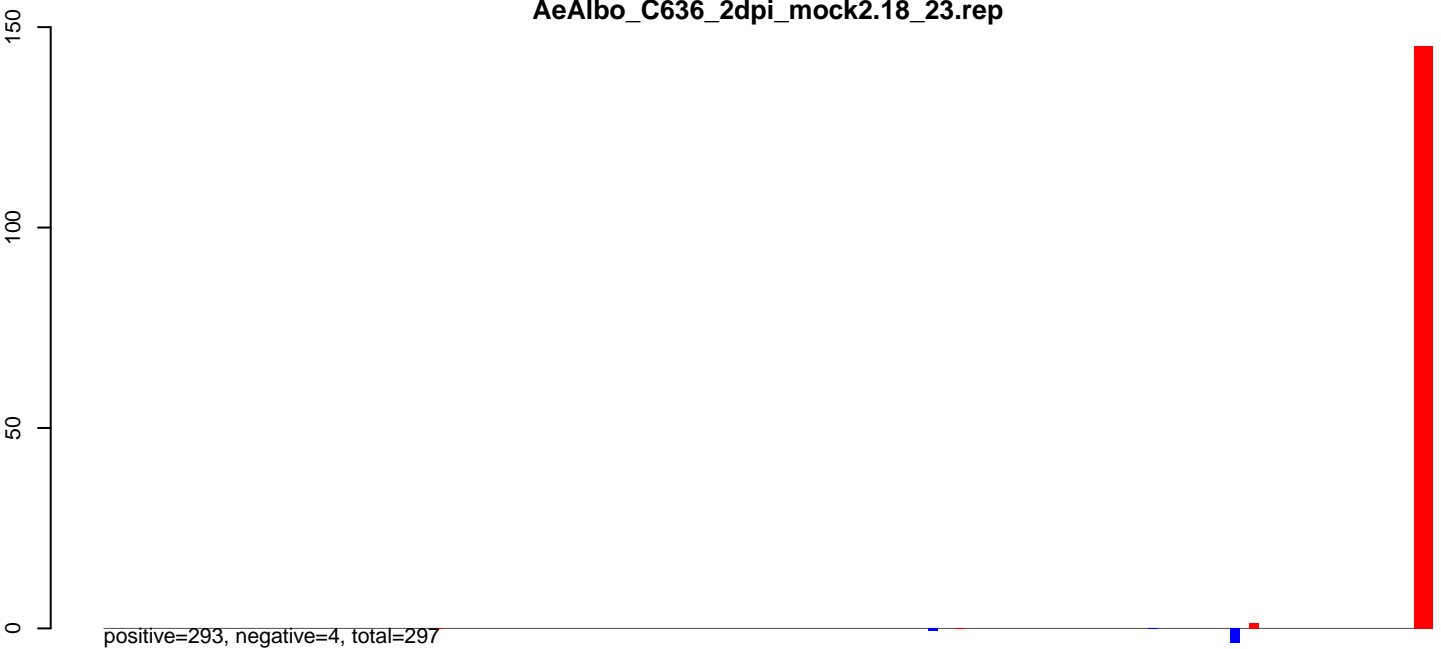 AeAlbo_C636_2dpi_mock2.18_23.rep
150
100
50
0
positive=293, negative=4, total=297